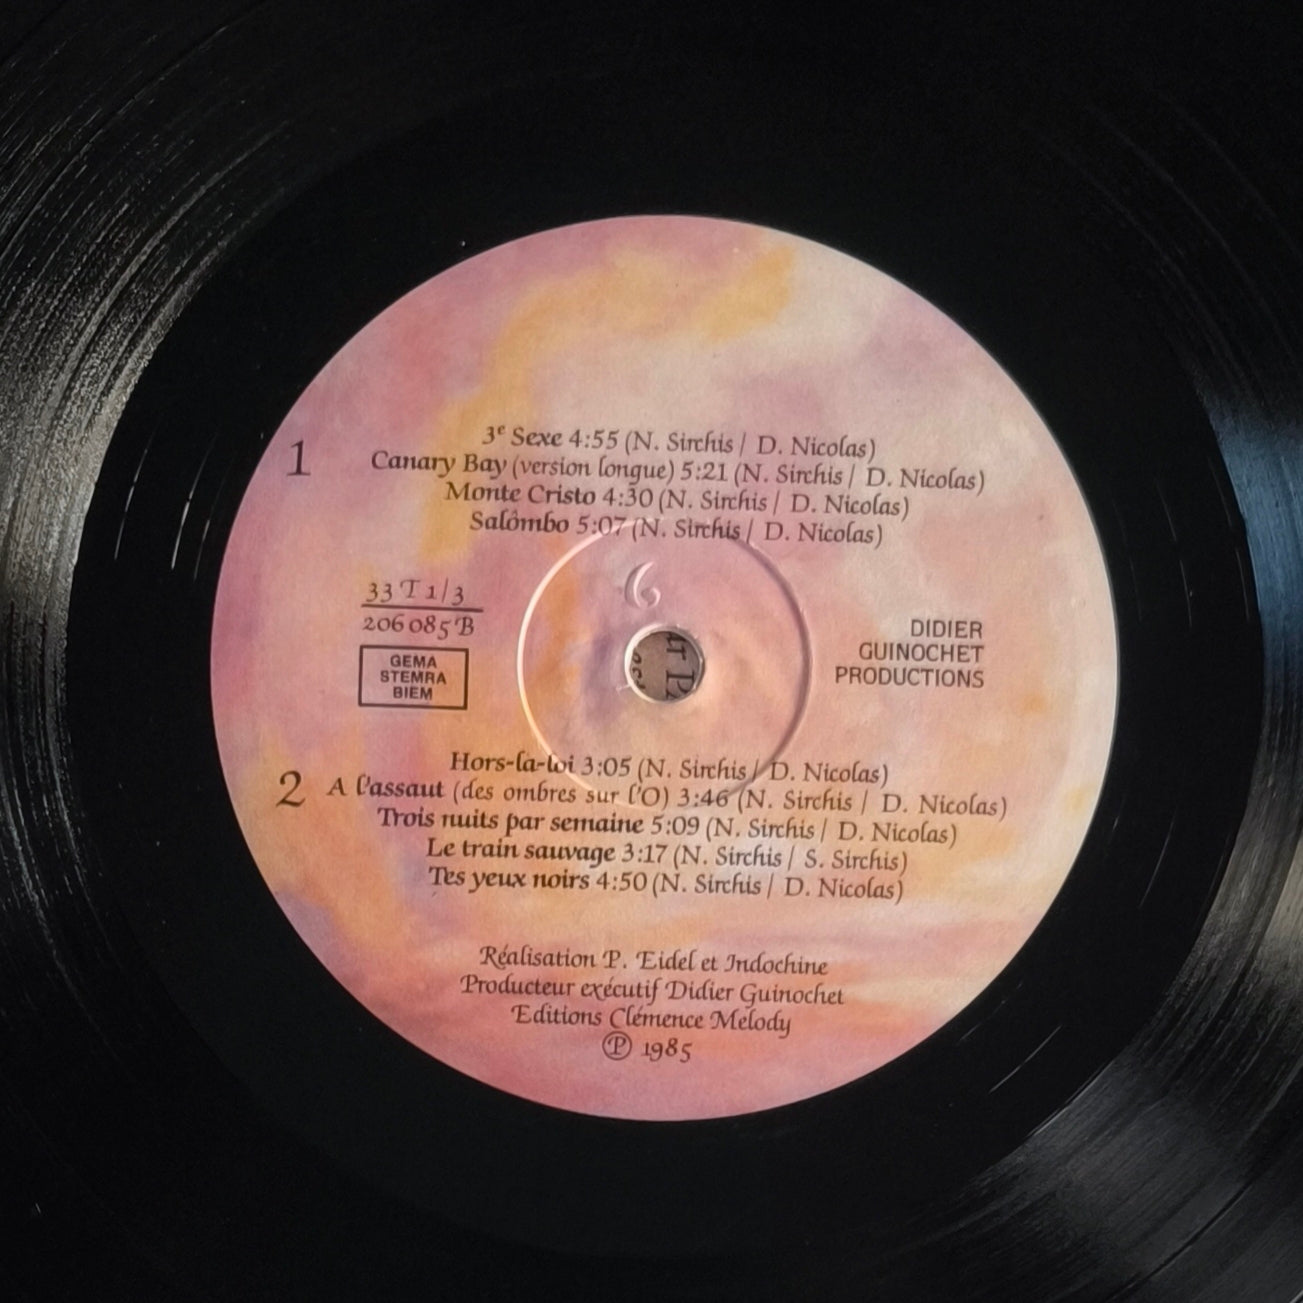 1
3e Sexe 4:55 (N. Sirchis / D. Nicolas)
Canary Bay (version longue) 5:21 (N. Sirchis / D. Nicolas)
Monte Cristo 4:30 (N. Sirchis / D. Nicolas)
Salômbo 5:07 (N. Sirchis / D. Nicolas)
6
33 T 1/3
206 085 B
GEMA
STEMRA
BIEM
DIDIER
GUINOCHET
PRODUCTIONS
2
Hors-la-loi 3:05 (N. Sirchis / D. Nicolas)
A l'assaut (des ombres sur l'O) 3:46 (N. Sirchis / D. Nicolas)
Trois nuits par semaine 5:09 (N. Sirchis / D. Nicolas)
Le train sauvage 3:17 (N. Sirchis / S. Sirchis)
Tes yeux noirs 4:50 (N. Sirchis / D. Nicolas)
Réalisation P. Eidel et Indochine
Producteur exécutif Didier Guinochet
Editions Clémence Melody
℗ 1985